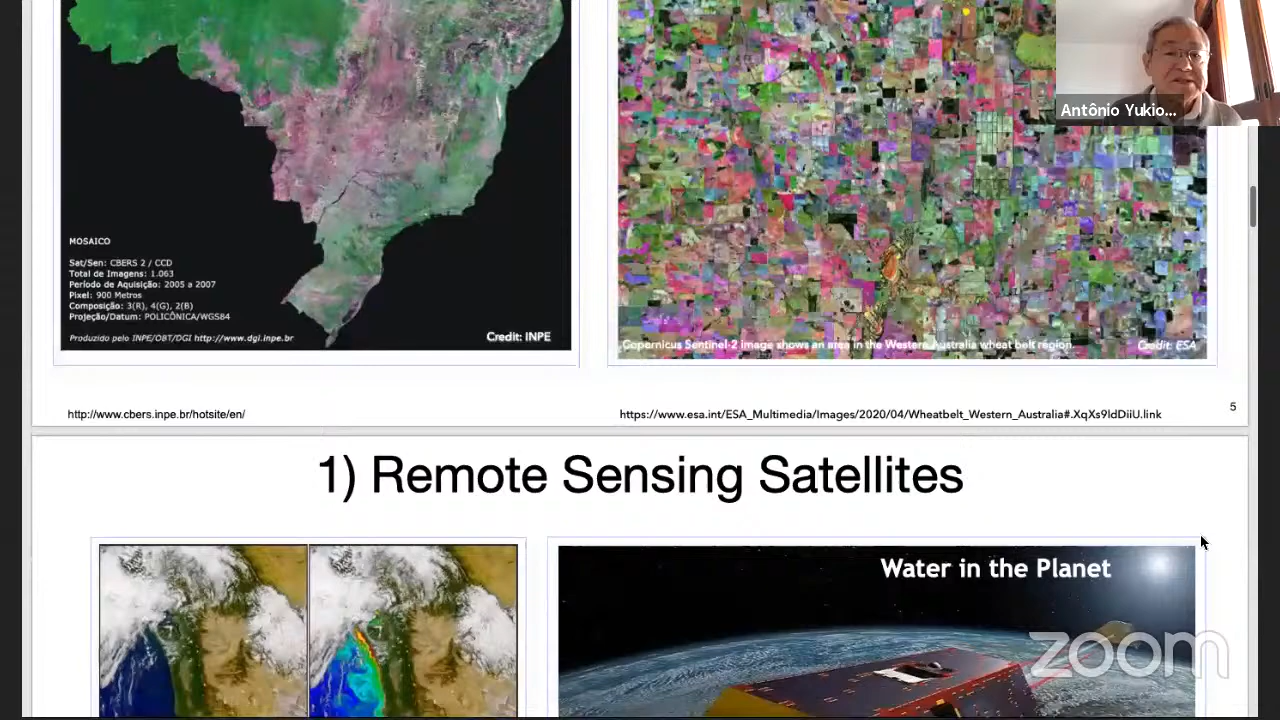 Antônio Yukio...
MOSAICO
Sat/Sen: CBERS 2 / CCD
Total de Imagens: 1.063
Período de Aquisição: 2005 a 2007
Pixel: 900 Metros
Composição: 3(R), 4(G), 2(B)
Projeção/Datum: POLICÔNICA/WGS84
Produzido pelo INPE/OBT/DGI http://www.dgi.inpe.br
Credit: INPE
Copernicus Sentinel-2 image shows an area in the Western Australia wheat belt region.
Credit: ESA
http://www.cbers.inpe.br/hotsite/en/
https://www.esa.int/ESA_Multimedia/Images/2020/04/Wheatbelt_Western_Australia#.XqXs9ldDiiU.link
5
1) Remote Sensing Satellites
Water in the Planet
zoom